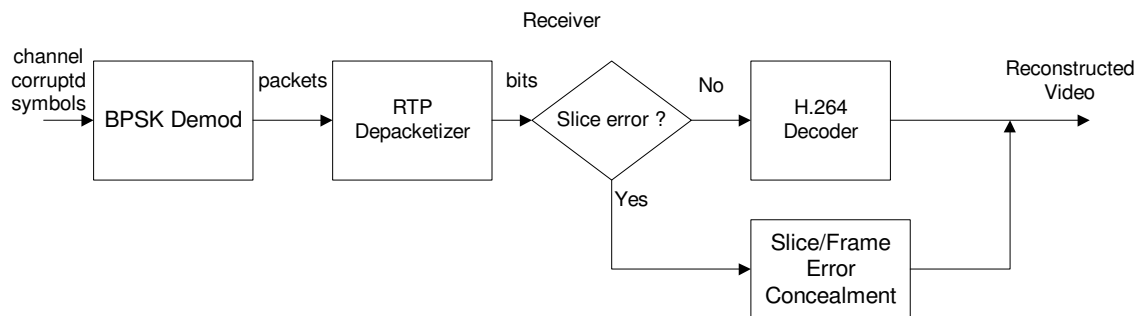 Receiver
channel
corruptd
symbols
BPSK Demod
packets
RTP
Depacketizer
bits
Slice error ?
No
H.264
Decoder
Reconstructed
Video
Yes
Slice/Frame
Error
Concealment